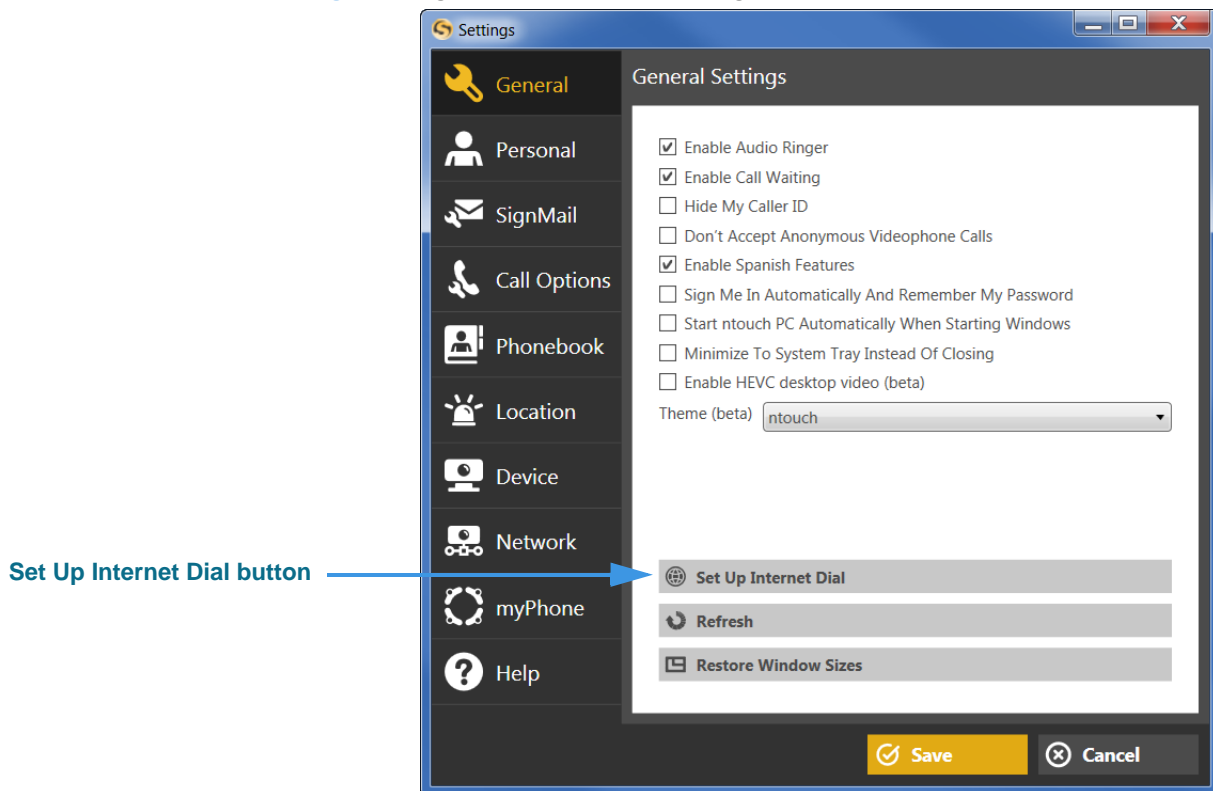 Settings
General
Personal
SignMail
Call Options
Phonebook
Location
Device
Network
myPhone
Help
General Settings
Enable Audio Ringer
Enable Call Waiting
Hide My Caller ID
Don't Accept Anonymous Videophone Calls
Enable Spanish Features
Sign Me In Automatically And Remember My Password
Start ntouch PC Automatically When Starting Windows
Minimize To System Tray Instead Of Closing
Enable HEVC desktop video (beta)
Theme (beta) ntouch
Set Up Internet Dial button
Set Up Internet Dial
Refresh
Restore Window Sizes
Save
Cancel